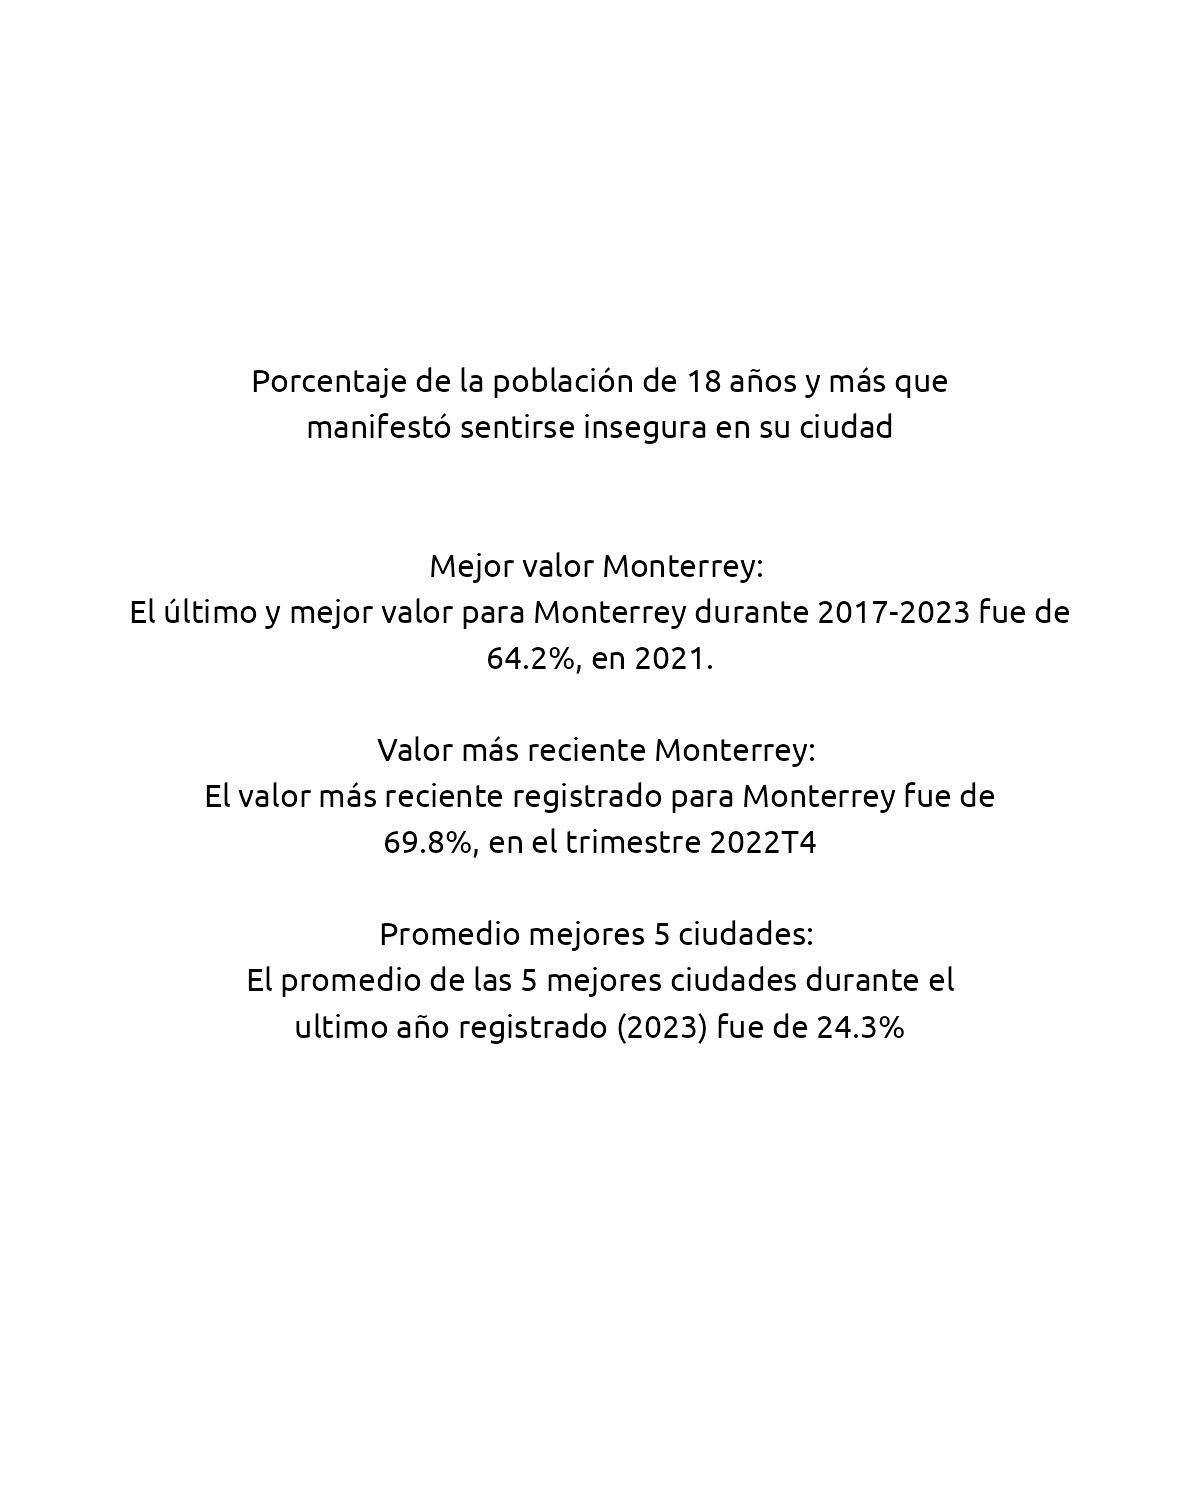 Porcentaje de la población de 18 años y más que
manifestó sentirse insegura en su ciudad
Mejor valor Monterrey:
El último y mejor valor para Monterrey durante 2017-2023 fue de
64.2%, en 2021.
Valor más reciente Monterrey:
El valor más reciente registrado para Monterrey fue de
69.8%, en el trimestre 2022T4
Promedio mejores 5 ciudades:
El promedio de las 5 mejores ciudades durante el
ultimo año registrado (2023) fue de 24.3%